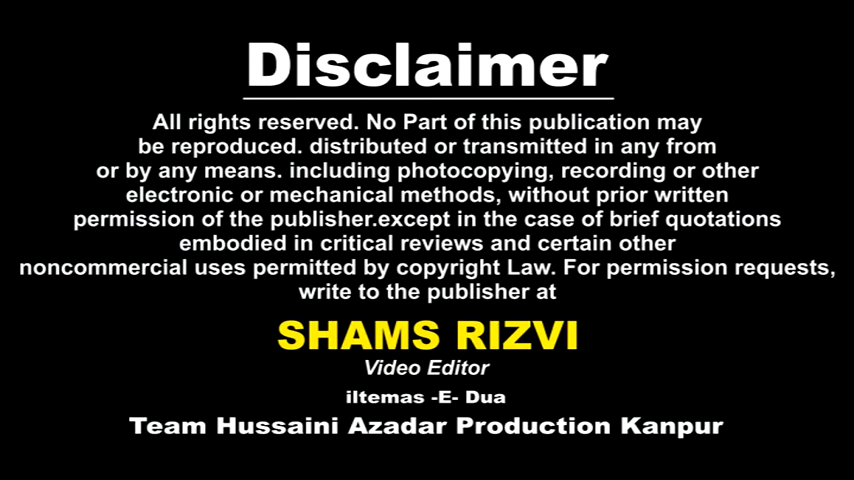 Disclaimer
All rights reserved. No Part of this publication may
be reproduced. distributed or transmitted in any from
or by any means. including photocopying, recording or other
electronic or mechanical methods, without prior written
permission of the publisher.except in the case of brief quotations
embodied in critical reviews and certain other
noncommercial uses permitted by copyright Law. For permission requests,
write to the publisher at
SHAMS RIZVI
Video Editor
iltemas -E- Dua
Team Hussaini Azadar Production Kanpur